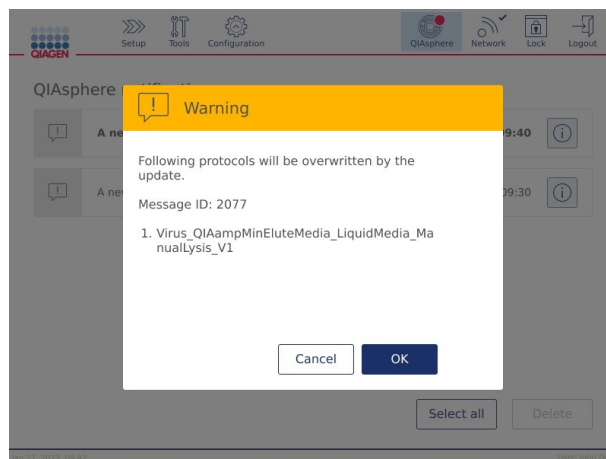 Setup Tools Configuration QIAsphere Network Lock Logout
QIAGEN
QIAsphere
! Warning
A ne 9:40
Following protocols will be overwritten by the
update.
A ne 09:30
Message ID: 2077
1. Virus_QIAampMinEluteMedia_LiquidMedia_Ma
nualLysis_V1
Cancel OK
Select all Delete